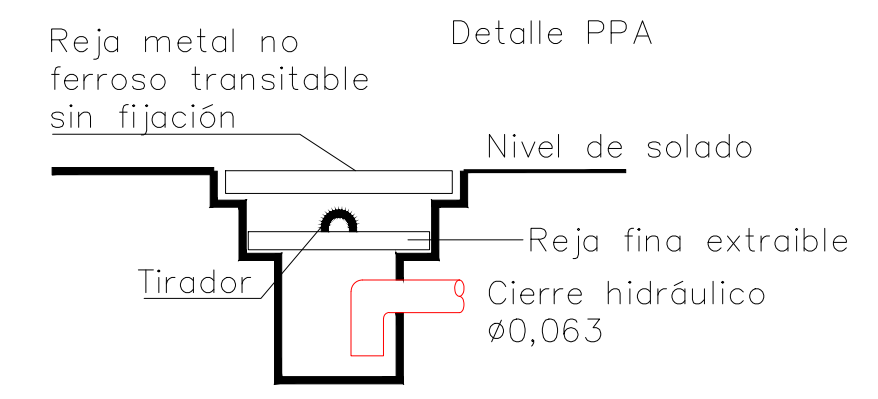 Detalle PPA
Reja metal no
ferroso transitable
sin fijación
Nivel de solado
Reja fina extraible
Tirador
Cierre hidráulico
ø0,063